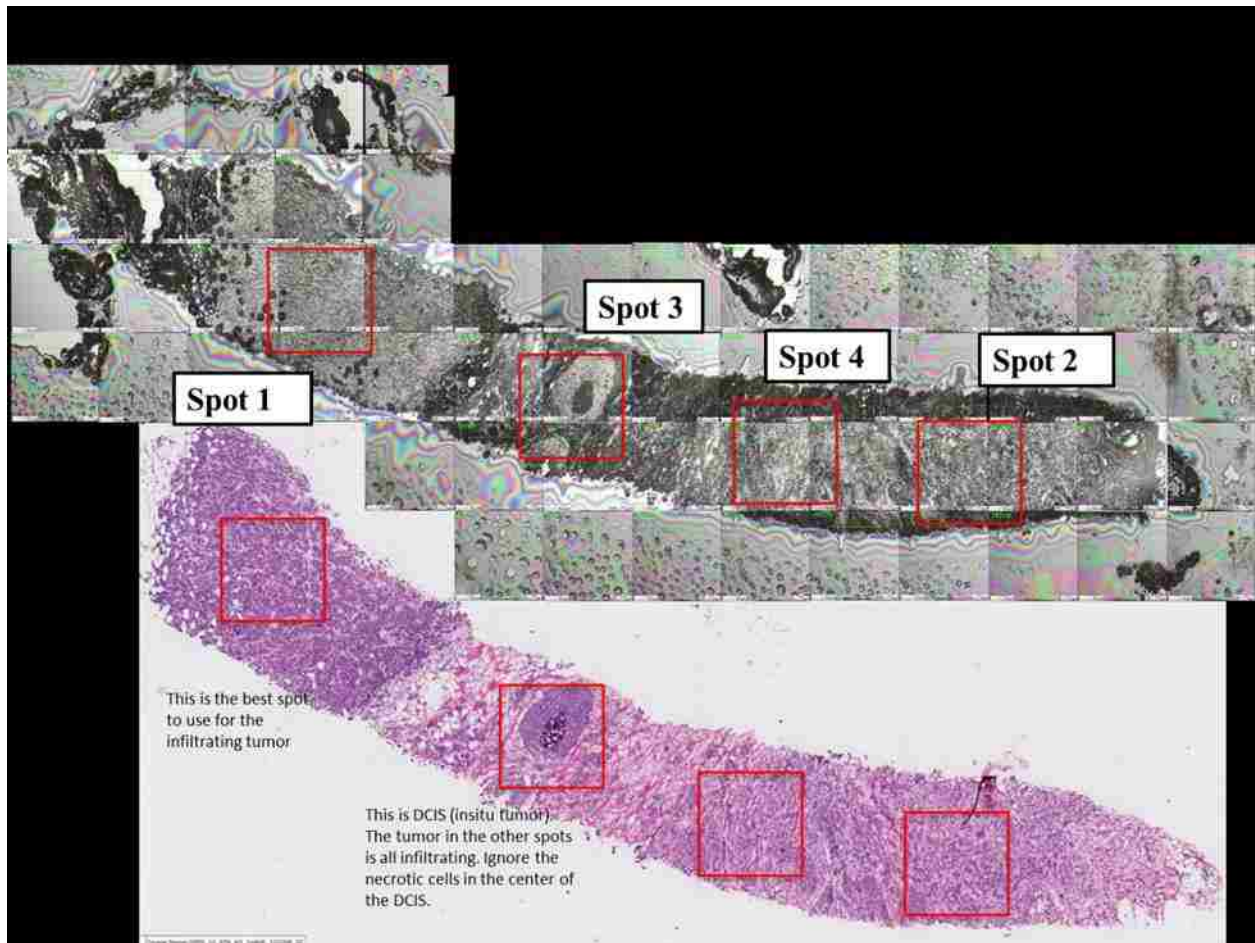 Spot 3
Spot 4
Spot 2
Spot 1
This is the best spot
to use for the
infiltrating tumor
This is DCIS (insitu tumor)
The tumor in the other spots
is all infiltrating. Ignore the
necrotic cells in the center of
the DCIS.